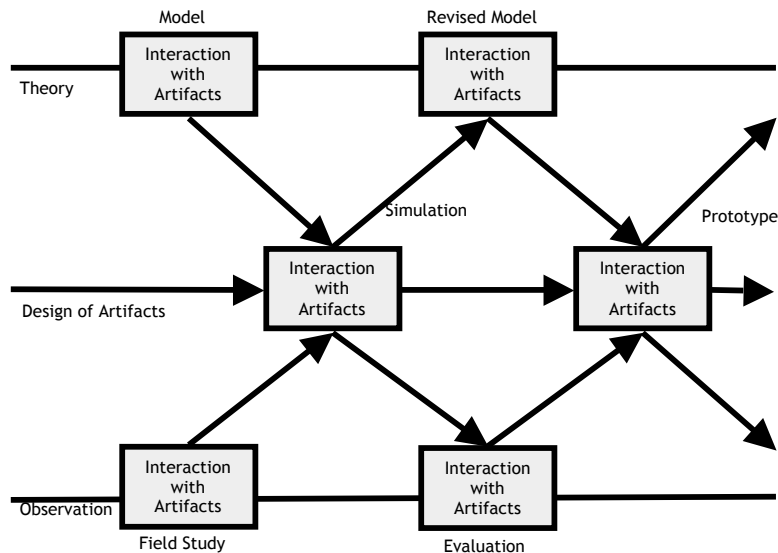 Model
Revised Model
Interaction
with
Artifacts
Interaction
with
Artifacts
Theory
Simulation
Prototype
Interaction
with
Artifacts
Interaction
with
Artifacts
Design of Artifacts
Interaction
with
Artifacts
Interaction
with
Artifacts
Observation
Field Study
Evaluation